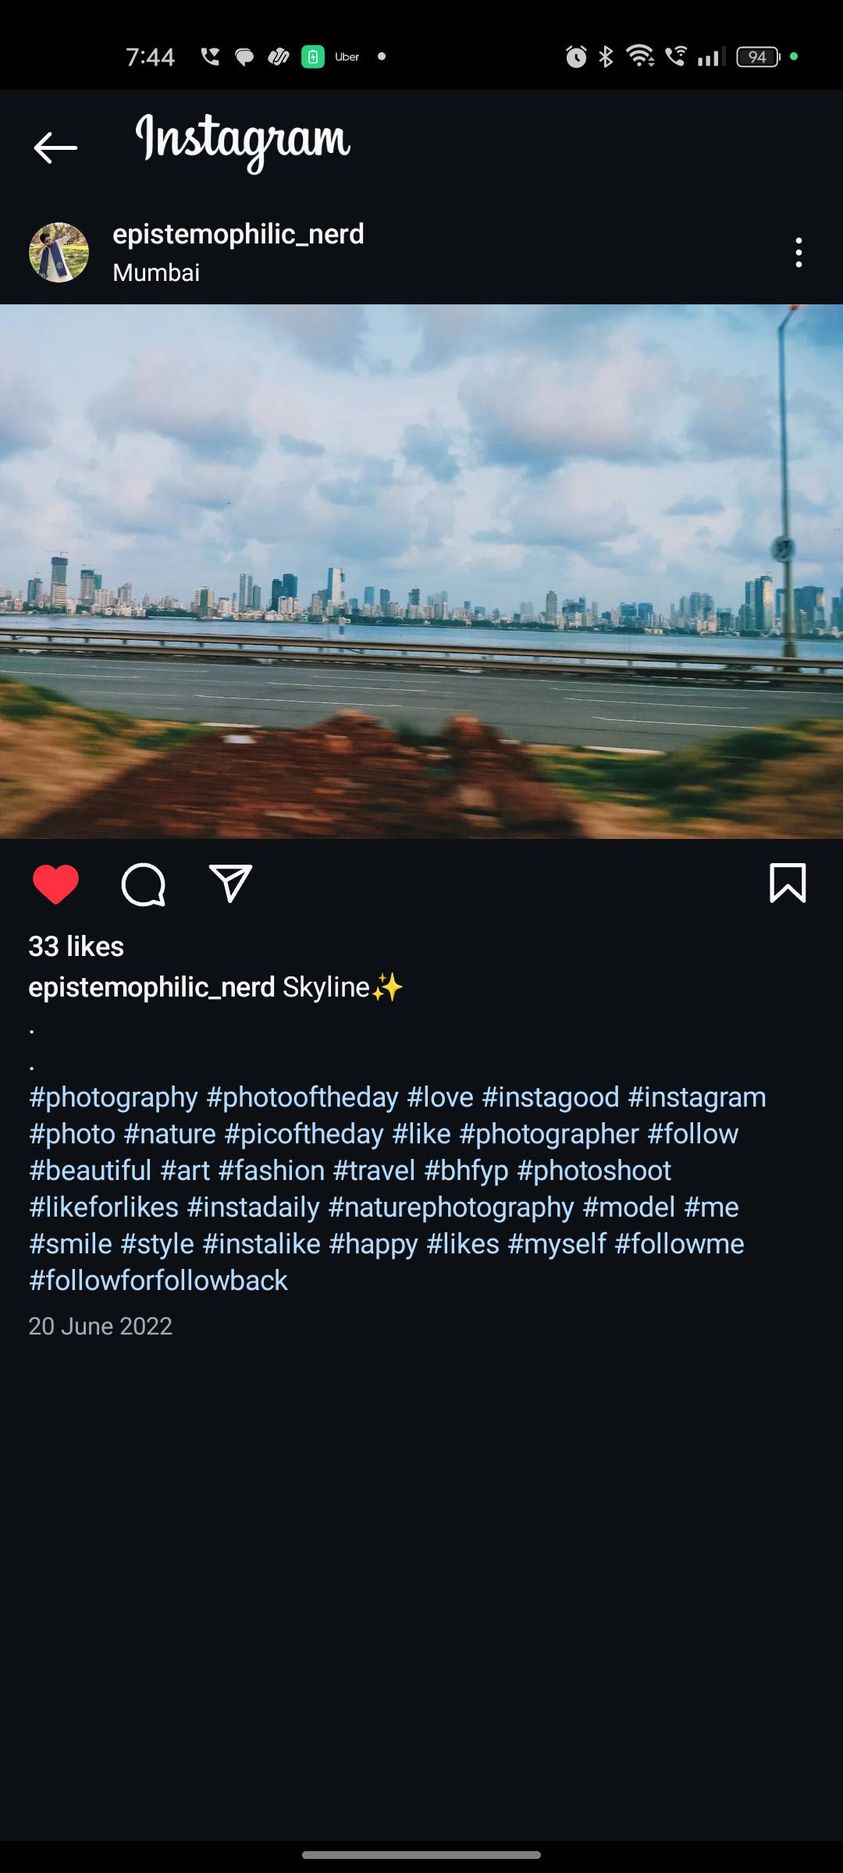 7:44 Uber 94
Instagram
epistemophilic_nerd
Mumbai
33 likes
epistemophilic_nerd Skyline✨
.
.
#photography #photooftheday #love #instagood #instagram
#photo #nature #picoftheday #like #photographer #follow
#beautiful #art #fashion #travel #bhfyp #photoshoot
#likeforlikes #instadaily #naturephotography #model #me
#smile #style #instalike #happy #likes #myself #followme
#followforfollowback
20 June 2022